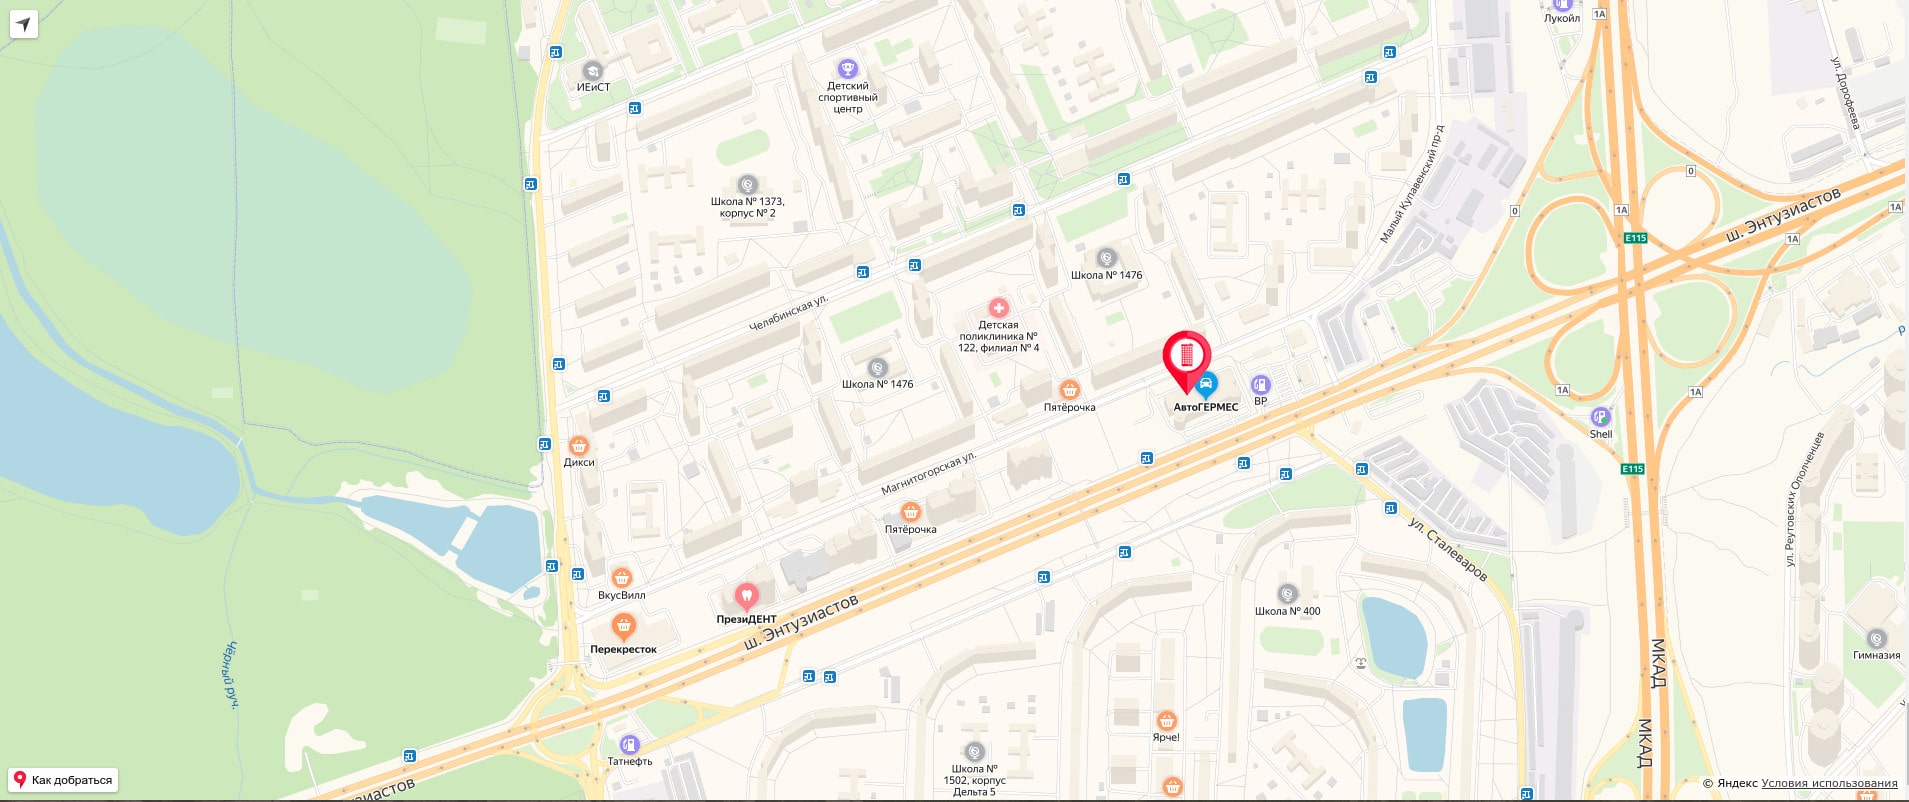 Лукойл
1А
ИЕиСТ
Детский
спортивный
центр
ул. Дорофеева
Малый Купавенский пр-д
0
Школа № 1373,
корпус № 2
0
1А
1А
ш. Энтузиастов
E115
1А
Школа № 1476
Челябинская ул.
Детская
поликлиника №
122, филиал № 4
Школа № 1476
Пятёрочка
АвтоГЕРМЕС
BP
1А
1А
Shell
Дикси
Магнитогорская ул.
E115
ул. Реутовских Ополченцев
Пятёрочка
ул. Сталеваров
ВкусВилл
ПрезиДЕНТ
ш. Энтузиастов
Школа № 400
Перекресток
Чёрный руч.
МКАД
Гимназия
Ярче!
МКАД
Татнефть
Школа №
1502, корпус
Дельта 5
Как добраться
нтузиастов
© Яндекс Условия использования